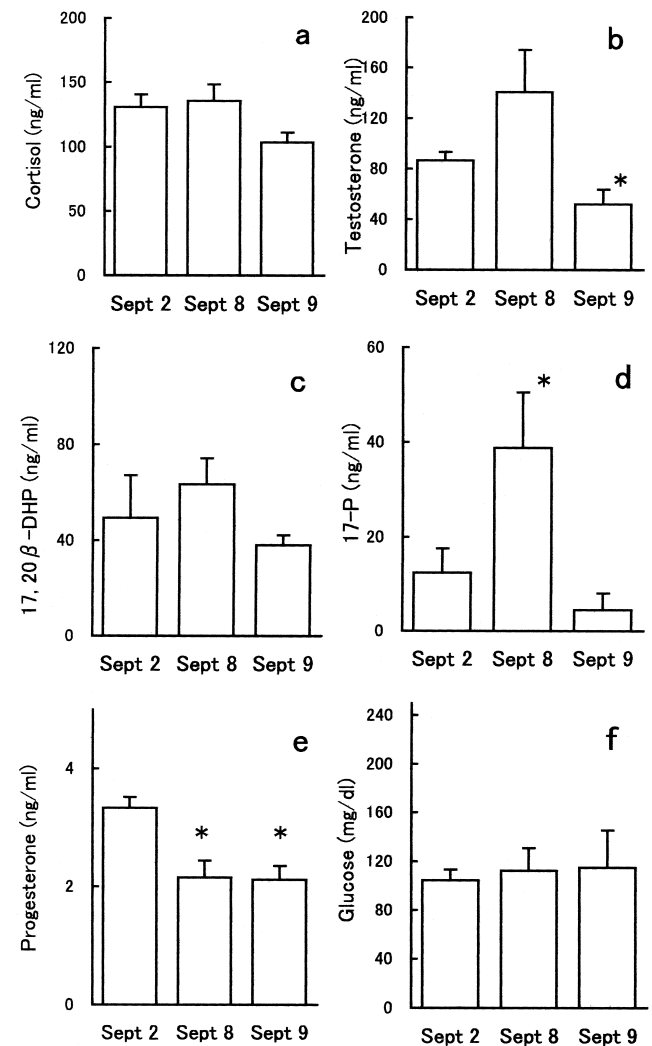 a
Cortisol (ng/ml)
200
150
100
50
0
Sept 2 Sept 8 Sept 9
b
Testosterone (ng/ml)
200
160
120
80
40
0
*
Sept 2 Sept 8 Sept 9
c
17, 20β-DHP (ng/ml)
120
80
40
0
Sept 2 Sept 8 Sept 9
d
17-P (ng/ml)
60
40
20
0
*
Sept 2 Sept 8 Sept 9
e
Progesterone (ng/ml)
4
2
0
* *
Sept 2 Sept 8 Sept 9
f
Glucose (mg/dl)
240
200
160
120
80
40
0
Sept 2 Sept 8 Sept 9